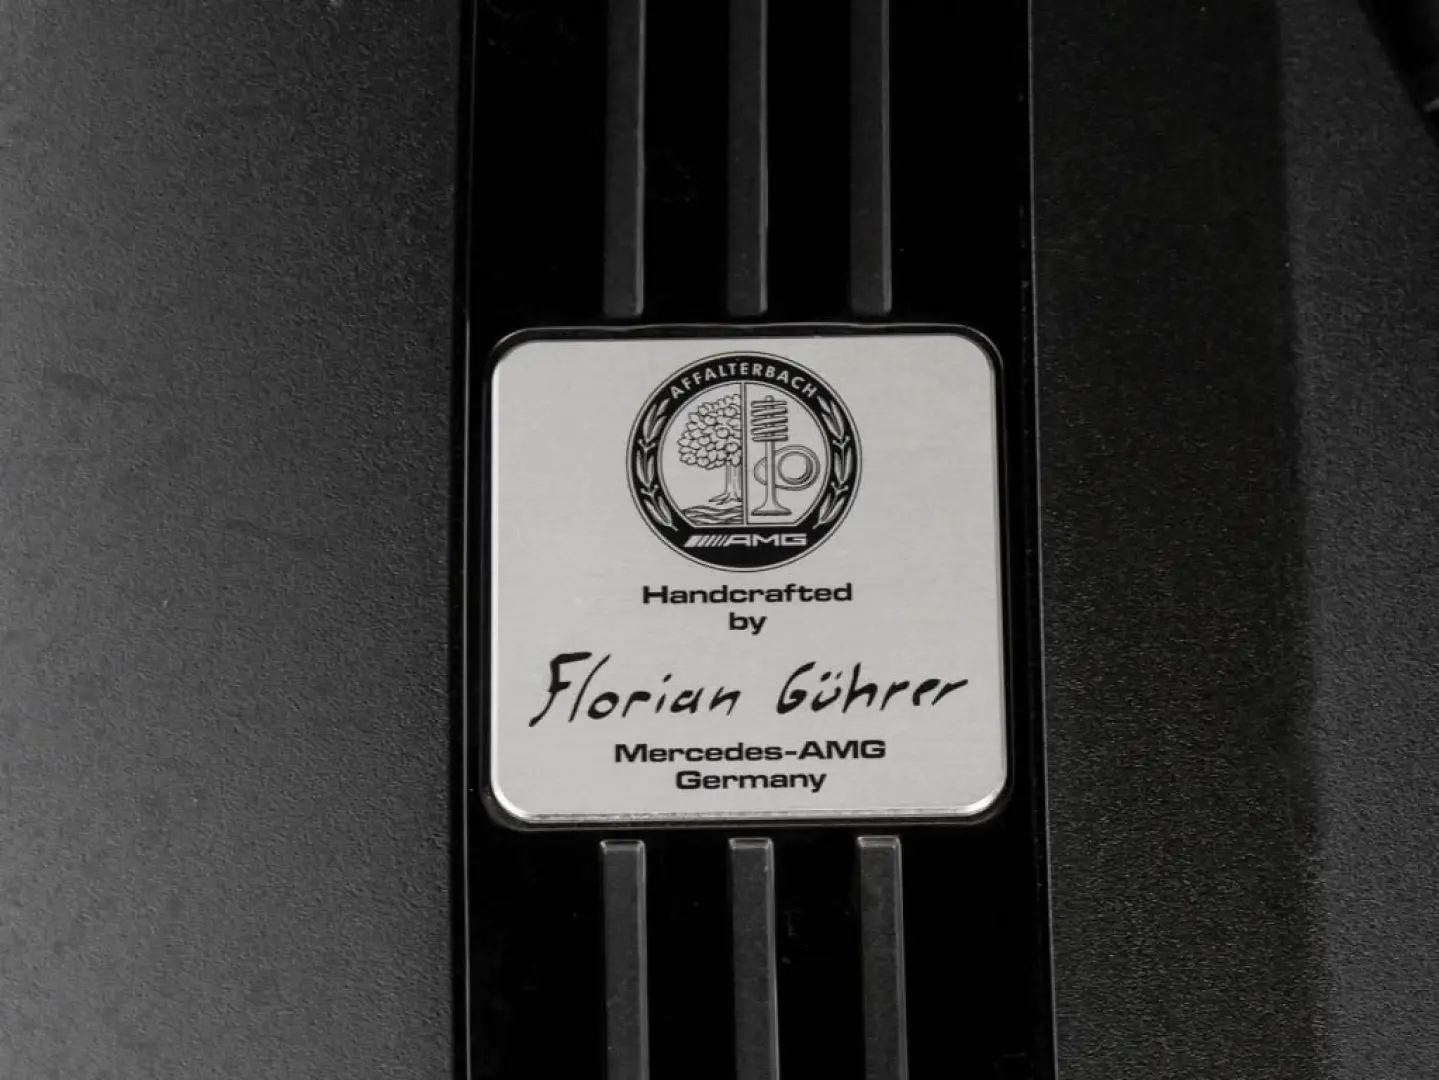 AFFALTERBACH
AMG
Handcrafted
by
Florian Gührer
Mercedes-AMG
Germany